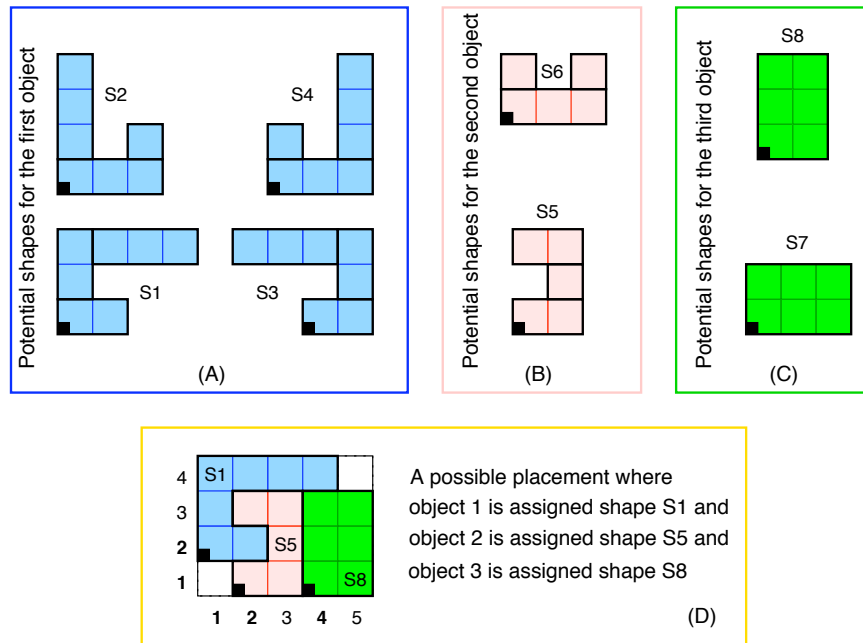 Potential shapes for the first object
S2
S4
S1
S3
(A)
Potential shapes for the second object
S6
S5
(B)
Potential shapes for the third object
S8
S7
(C)
4
3
2
1
S1
S5
S8
1 2 3 4 5
A possible placement where
object 1 is assigned shape S1 and
object 2 is assigned shape S5 and
object 3 is assigned shape S8
(D)